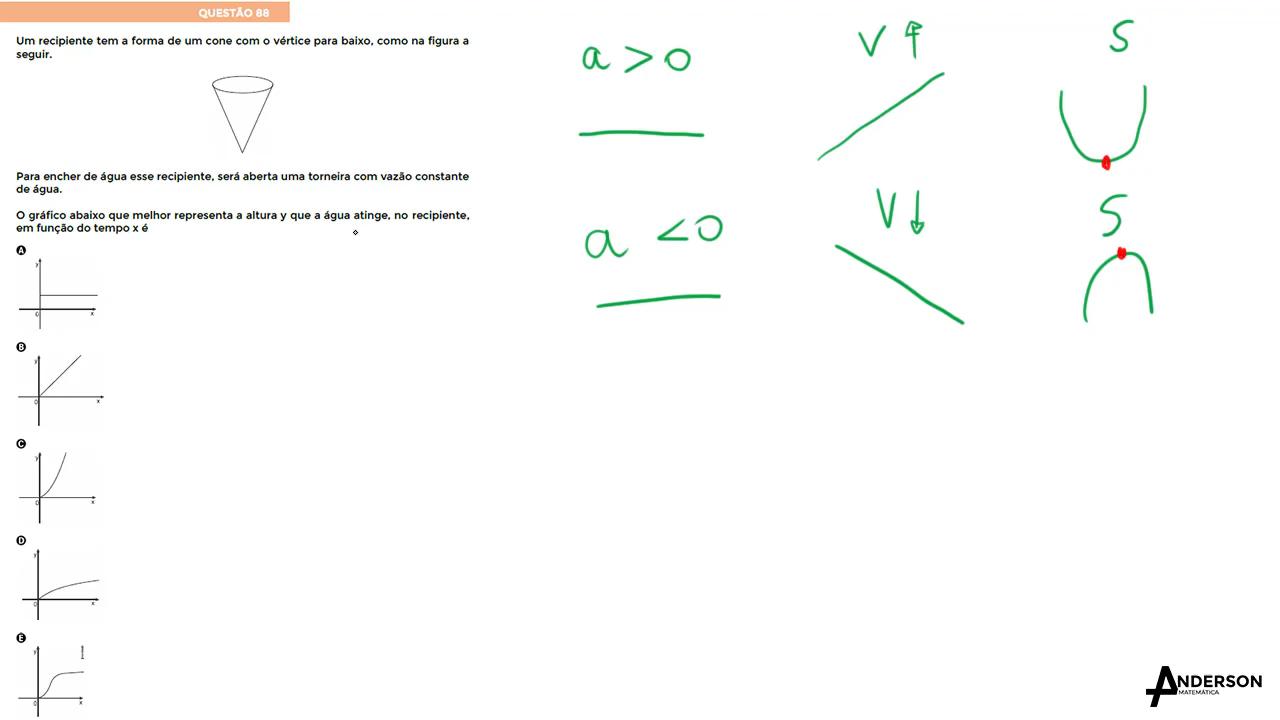 QUESTÃO 88
Um recipiente tem a forma de um cone com o vértice para baixo, como na figura a
seguir.
Para encher de água esse recipiente, será aberta uma torneira com vazão constante
de água.
O gráfico abaixo que melhor representa a altura y que a água atinge, no recipiente,
em função do tempo x é
A
y
0
x
B
y
0
x
C
y
0
x
D
y
0
x
E
y
x
a > 0
V ↑
S
a < 0
V ↓
S
ANDERSON
MATEMÁTICA